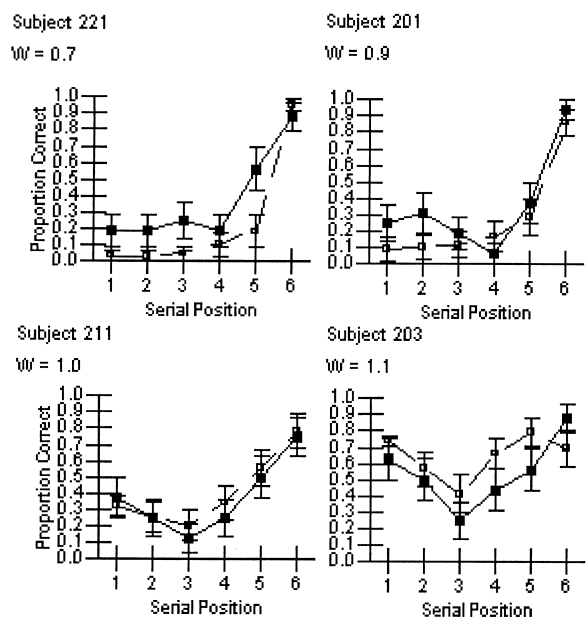 Subject 221
W = 0.7
Proportion Correct
1.0
0.9
0.8
0.7
0.6
0.5
0.4
0.3
0.2
0.1
0.0
1 2 3 4 5 6
Serial Position
Subject 201
W = 0.9
1.0
0.9
0.8
0.7
0.6
0.5
0.4
0.3
0.2
0.1
0.0
1 2 3 4 5 6
Serial Position
Subject 211
W = 1.0
Proportion Correct
1.0
0.9
0.8
0.7
0.6
0.5
0.4
0.3
0.2
0.1
0.0
1 2 3 4 5 6
Serial Position
Subject 203
W = 1.1
1.0
0.9
0.8
0.7
0.6
0.5
0.4
0.3
0.2
0.1
0.0
1 2 3 4 5 6
Serial Position